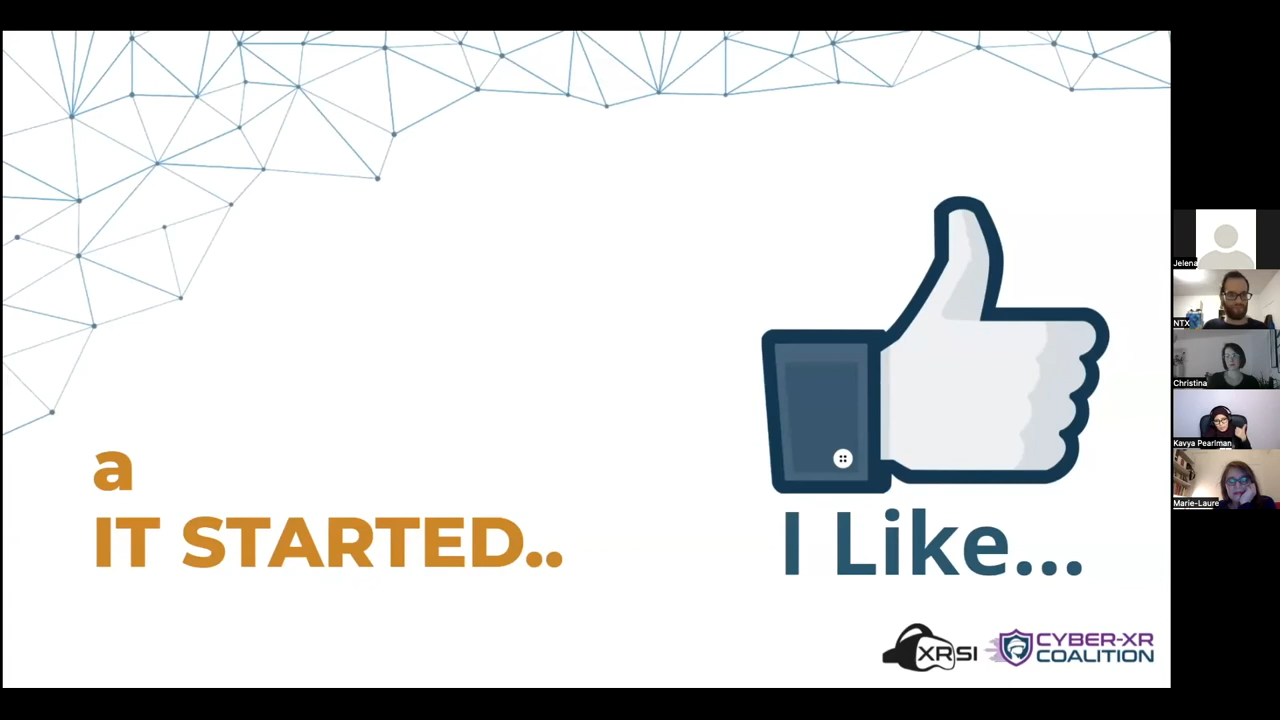 a
IT STARTED..
I Like...
XRSI
CYBER-XR
COALITION
Jelena
NTX
Christina
Kavya Pearlman
Marie-Laure